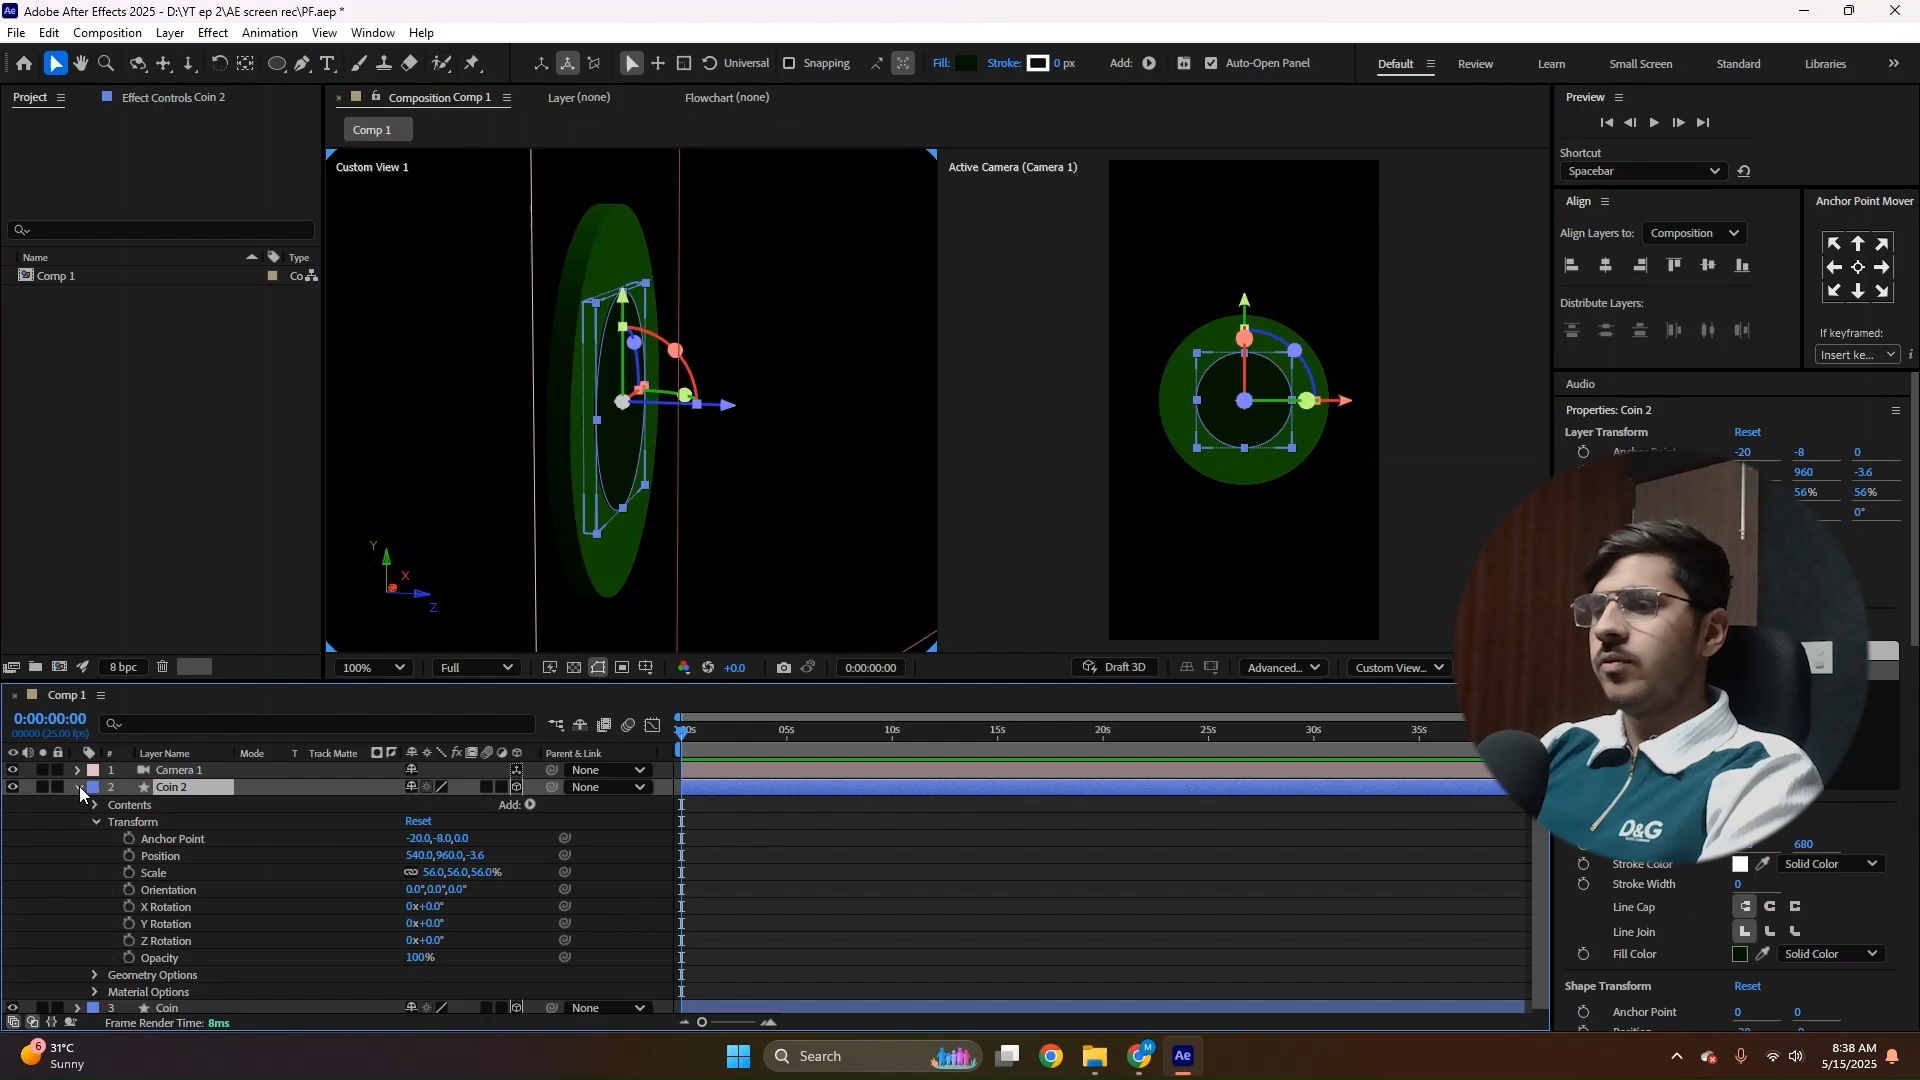 Adobe After Effects 2025 - D:\YT ep 2\AE screen rec\PF.aep *
File Edit Composition Layer Effect Animation View Window Help
Universal Snapping Fill: Stroke: 0 px Add: Auto-Open Panel Default Review Learn Small Screen Standard Libraries
Project Effect Controls Coin 2 Composition Comp 1 Layer (none) Flowchart (none) Preview
Comp 1
Shortcut
Custom View 1 Active Camera (Camera 1) Spacebar
Align Anchor Point Mover
Align Layers to: Composition
Name Type
Comp 1 Co
Distribute Layers:
If keyframed:
Insert ke...
Audio
Properties: Coin 2
Layer Transform Reset
-20 -8 0
960 -3.6
56% 56%
0°
Y
X
Z
8 bpc 100% Full +0.0 0:00:00:00 Draft 3D Advanced... Custom View...
Comp 1
0:00:00:00
00000 (25.00 fps)
05s 10s 15s 20s 25s 30s 35s
# Layer Name Mode T Track Matte Parent & Link
1 Camera 1 None
2 Coin 2 None
Contents Add:
Transform Reset
Anchor Point -20.0,-8.0,0.0
Position 540.0,960.0,-3.6
Scale 56.0,56.0,56.0%
Orientation 0.0°,0.0°,0.0°
X Rotation 0x+0.0°
Y Rotation 0x+0.0°
Z Rotation 0x+0.0°
Opacity 100%
Geometry Options
Material Options
3 Coin None
Frame Render Time: 8ms
D&G
680
Stroke Color Solid Color
Stroke Width 0
Line Cap
Line Join
Fill Color Solid Color
Shape Transform Reset
Anchor Point 0 0
6 31°C
Sunny
Search
M
Ae
8:38 AM
5/15/2025